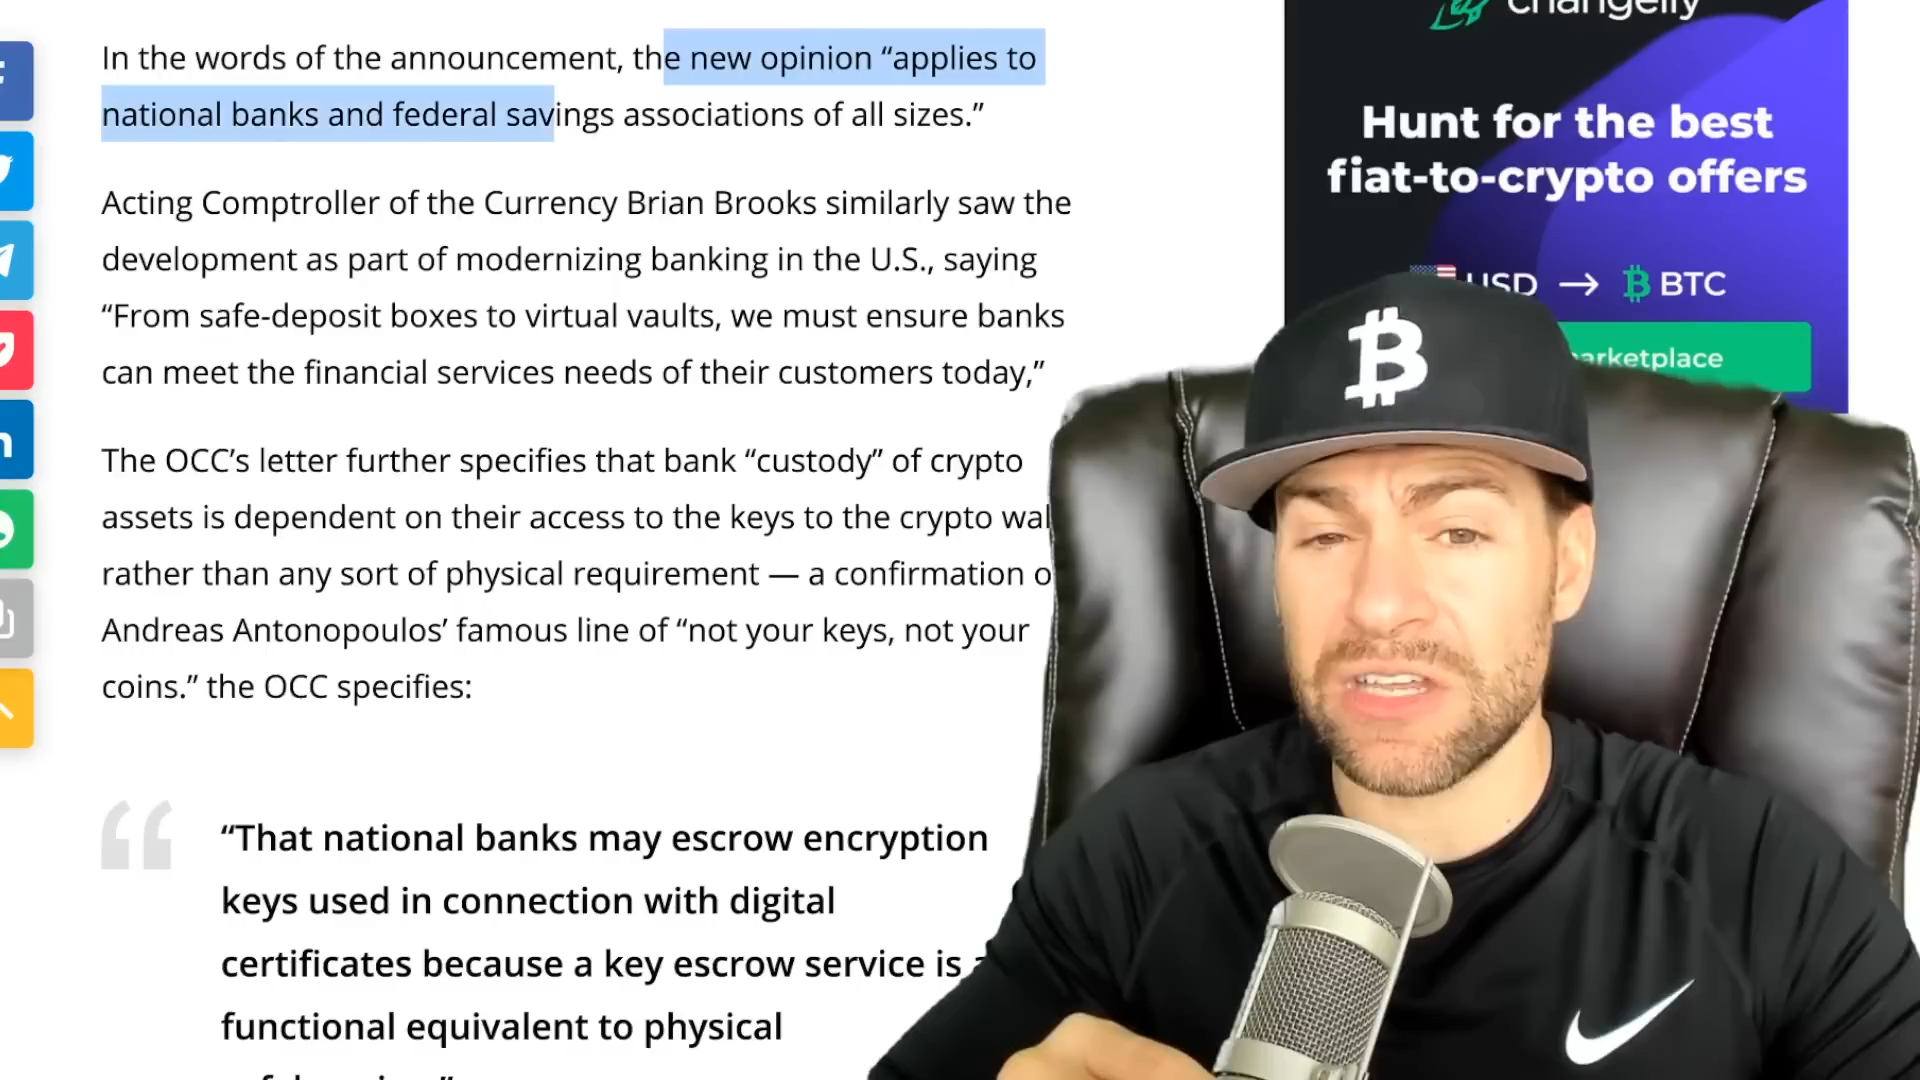 In the words of the announcement, the new opinion “applies to
national banks and federal savings associations of all sizes.”
Acting Comptroller of the Currency Brian Brooks similarly saw the
development as part of modernizing banking in the U.S., saying
“From safe-deposit boxes to virtual vaults, we must ensure banks
can meet the financial services needs of their customers today,”
The OCC’s letter further specifies that bank “custody” of crypto
assets is dependent on their access to the keys to the crypto
rather than any sort of physical requirement — a confirmation
Andreas Antonopoulos’ famous line of “not your keys, not your
coins.” the OCC specifies:
“That national banks may escrow encryption
keys used in connection with digital
certificates because a key escrow service is
functional equivalent to physical
changelly
Hunt for the best
fiat-to-crypto offers
USD → BTC